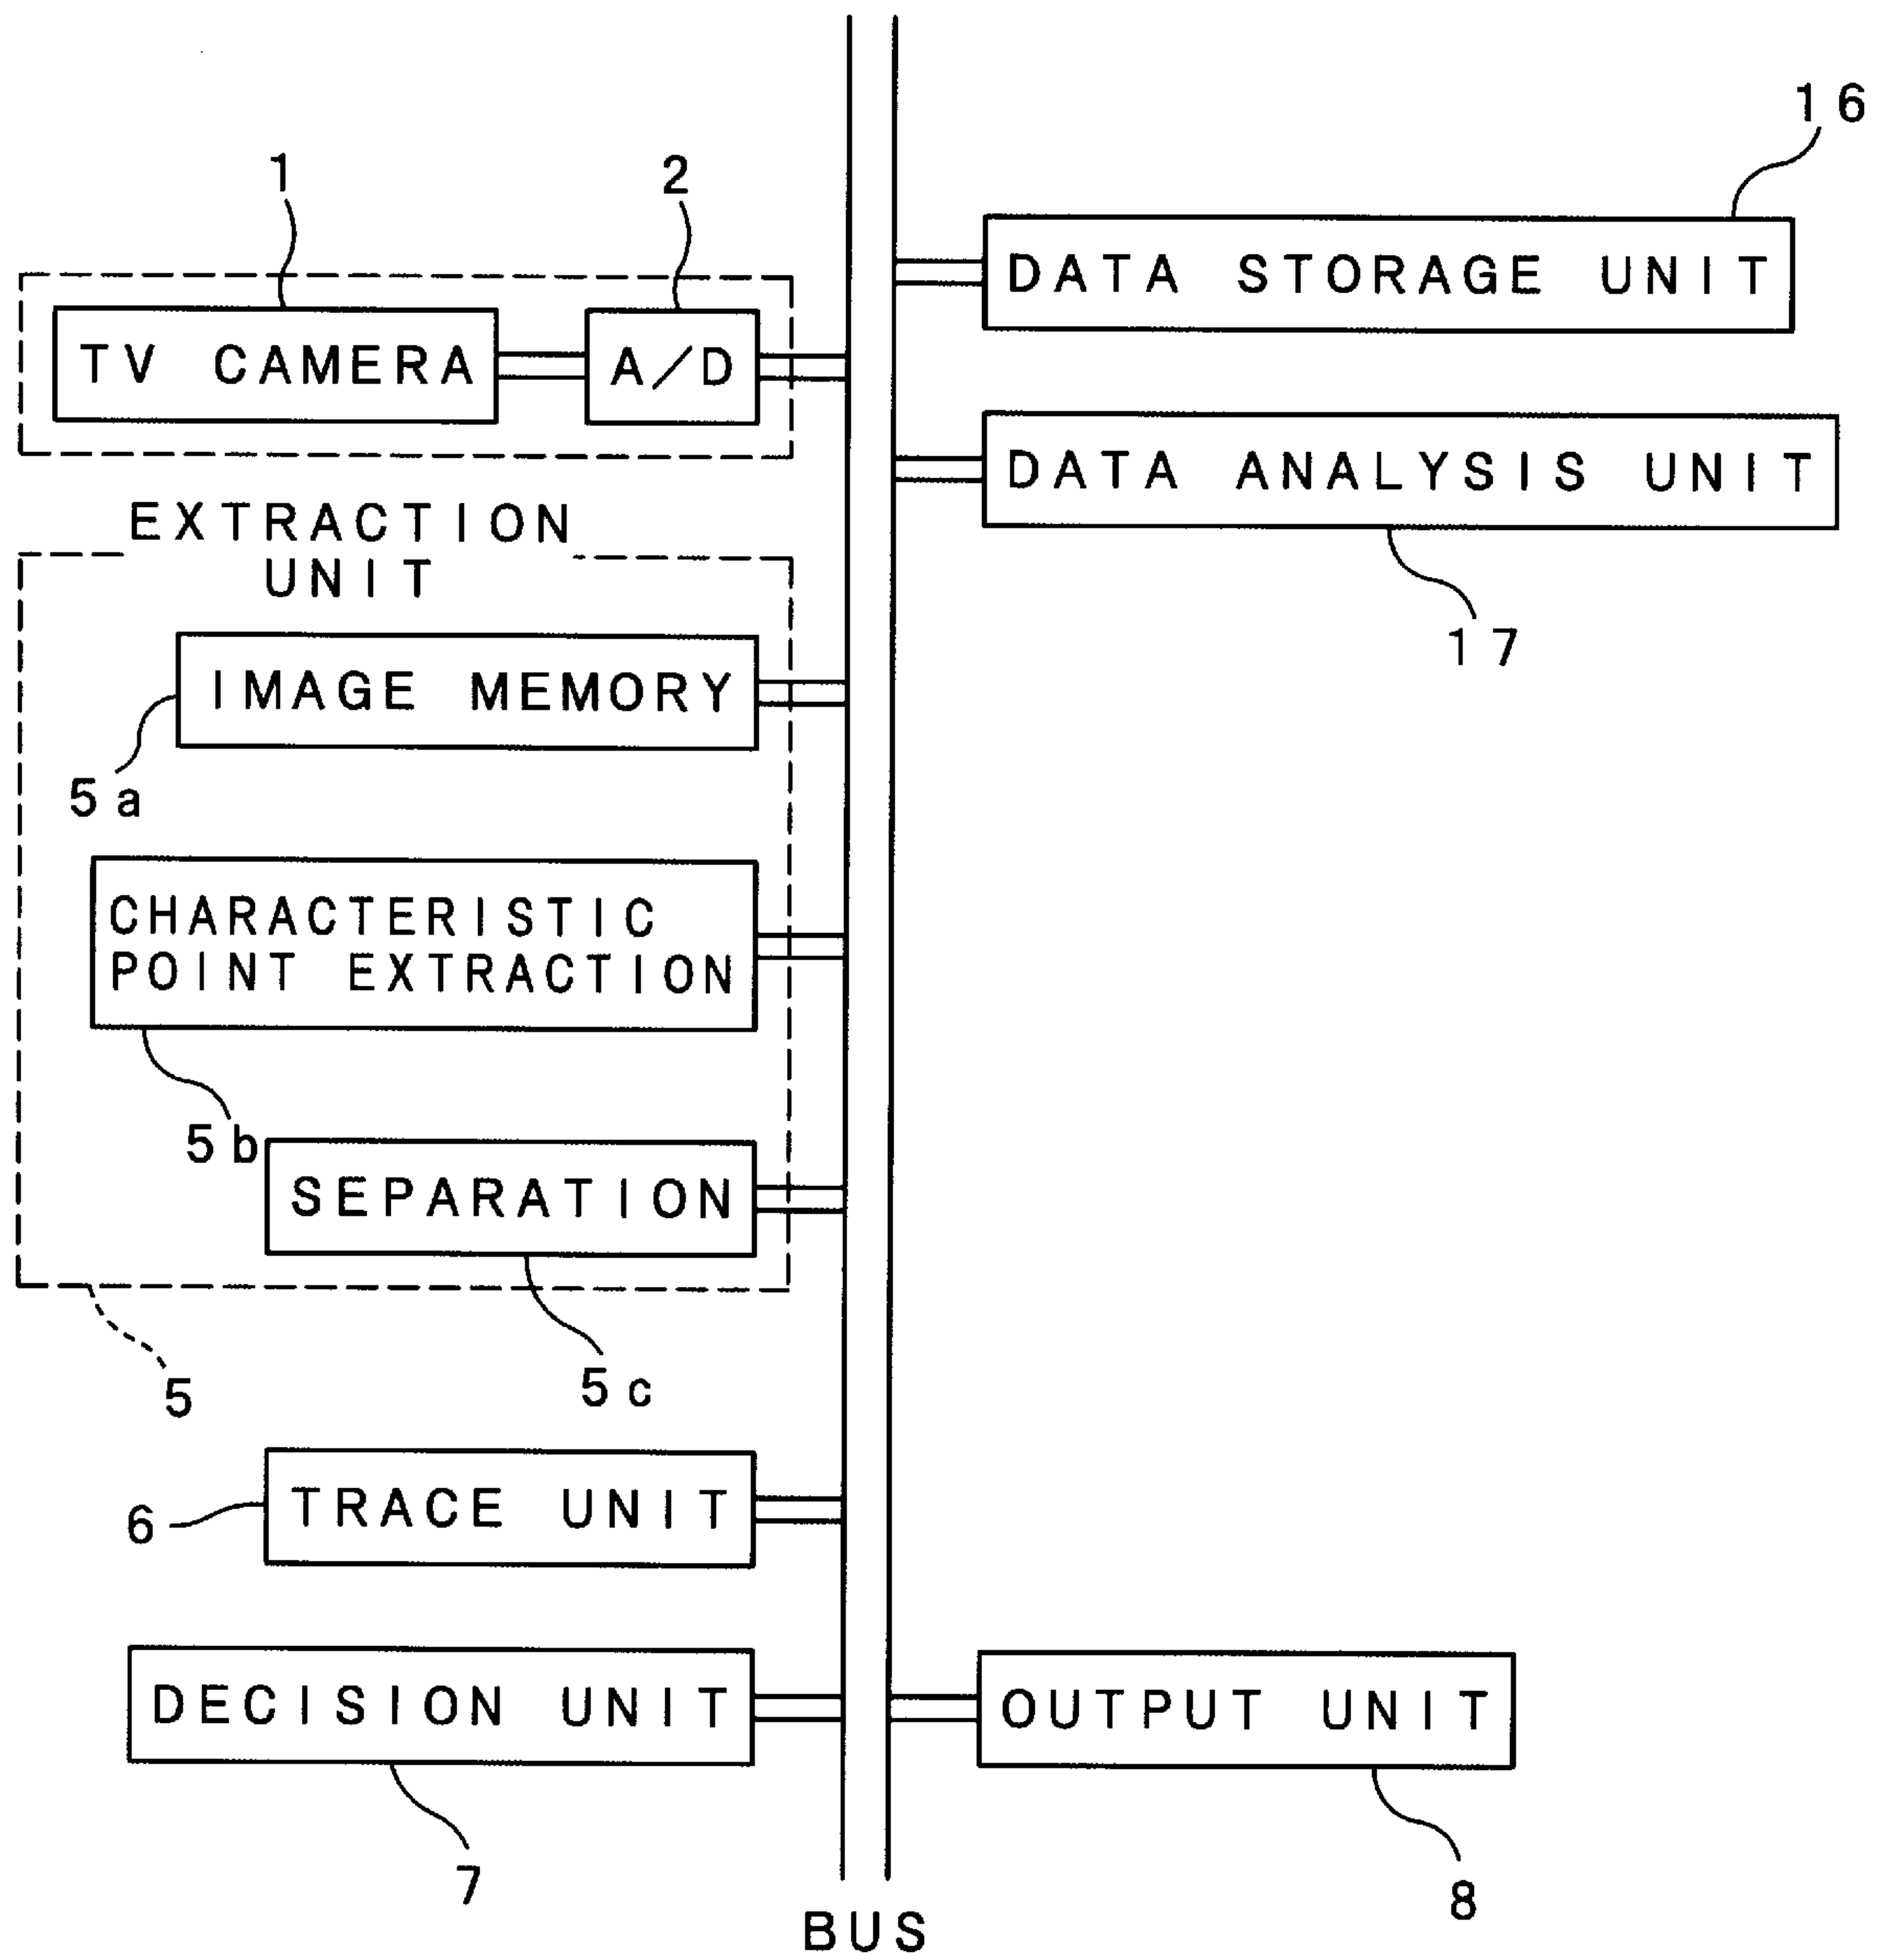 16
1
2
DATA STORAGE UNIT
TV CAMERA
A/D
DATA ANALYSIS UNIT
EXTRACTION
UNIT
17
IMAGE MEMORY
5a
CHARACTERISTIC
POINT EXTRACTION
5b
SEPARATION
5c
5
TRACE UNIT
6
DECISION UNIT
OUTPUT UNIT
7
8
BUS